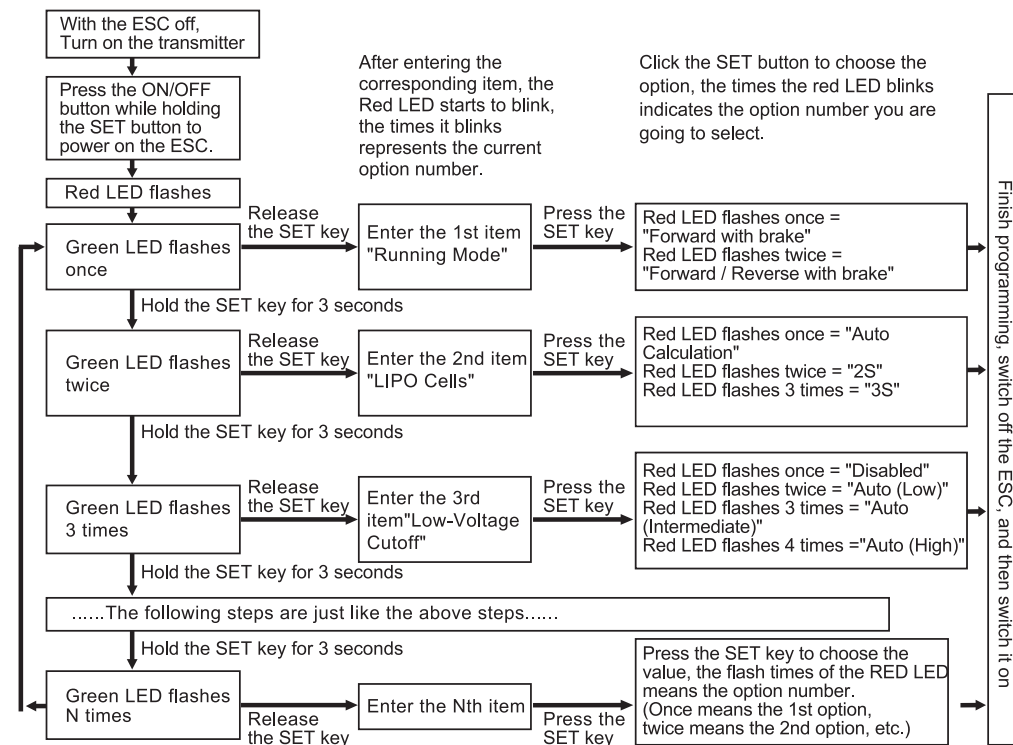 With the ESC off,
Turn on the transmitter
Press the ON/OFF
button while holding
the SET button to
power on the ESC.
After entering the
corresponding item, the
Red LED starts to blink,
the times it blinks
represents the current
option number.
Click the SET button to choose the
option, the times the red LED blinks
indicates the option number you are
going to select.
Red LED flashes
Green LED flashes
once
Release
the SET key
Enter the 1st item
"Running Mode"
Press the
SET key
Red LED flashes once =
"Forward with brake"
Red LED flashes twice =
"Forward / Reverse with brake"
Hold the SET key for 3 seconds
Green LED flashes
twice
Release
the SET key
Enter the 2nd item
"LIPO Cells"
Press the
SET key
Red LED flashes once = "Auto
Calculation"
Red LED flashes twice = "2S"
Red LED flashes 3 times = "3S"
Hold the SET key for 3 seconds
Green LED flashes
3 times
Release
the SET key
Enter the 3rd
item"Low-Voltage
Cutoff"
Press the
SET key
Red LED flashes once = "Disabled"
Red LED flashes twice = "Auto (Low)"
Red LED flashes 3 times = "Auto
(Intermediate)"
Red LED flashes 4 times ="Auto (High)"
Hold the SET key for 3 seconds
......The following steps are just like the above steps......
Hold the SET key for 3 seconds
Green LED flashes
N times
Release
the SET key
Enter the Nth item
Press the
SET key
Press the SET key to choose the
value, the flash times of the RED LED
means the option number.
(Once means the 1st option,
twice means the 2nd option, etc.)
Finish programming, switch off the ESC, and then switch it on